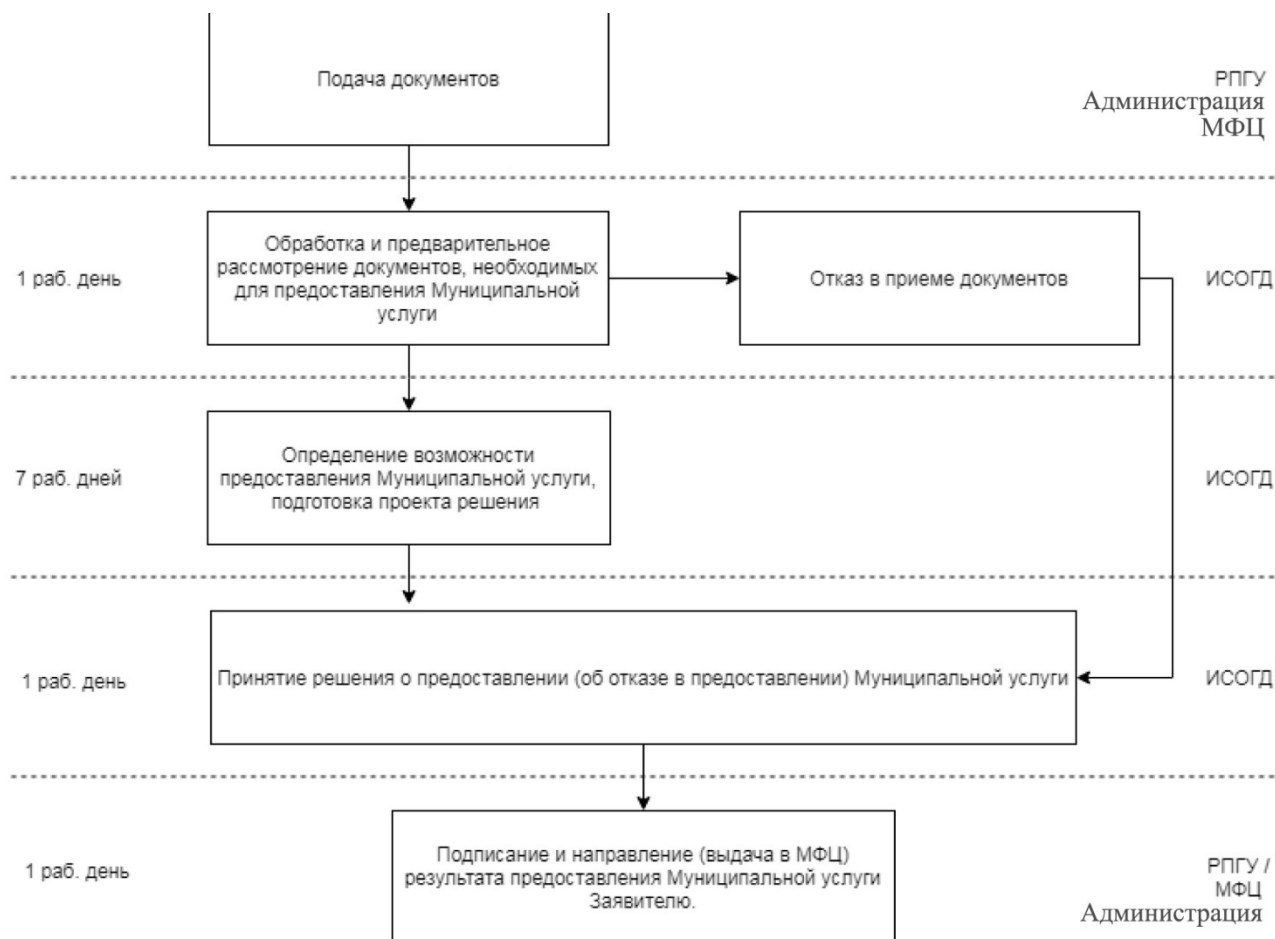 Подача документов
РПГУ
Администрация
МФЦ
1 раб. день
Обработка и предварительное
рассмотрение документов, необходимых
для предоставления Муниципальной
услуги
Отказ в приеме документов
ИСОГД
7 раб. дней
Определение возможности
предоставления Муниципальной услуги,
подготовка проекта решения
ИСОГД
1 раб. день
Принятие решения о предоставлении (об отказе в предоставлении) Муниципальной услуги
ИСОГД
1 раб. день
Подписание и направление (выдача в МФЦ)
результата предоставления Муниципальной услуги
Заявителю.
РПГУ /
МФЦ
Администрация